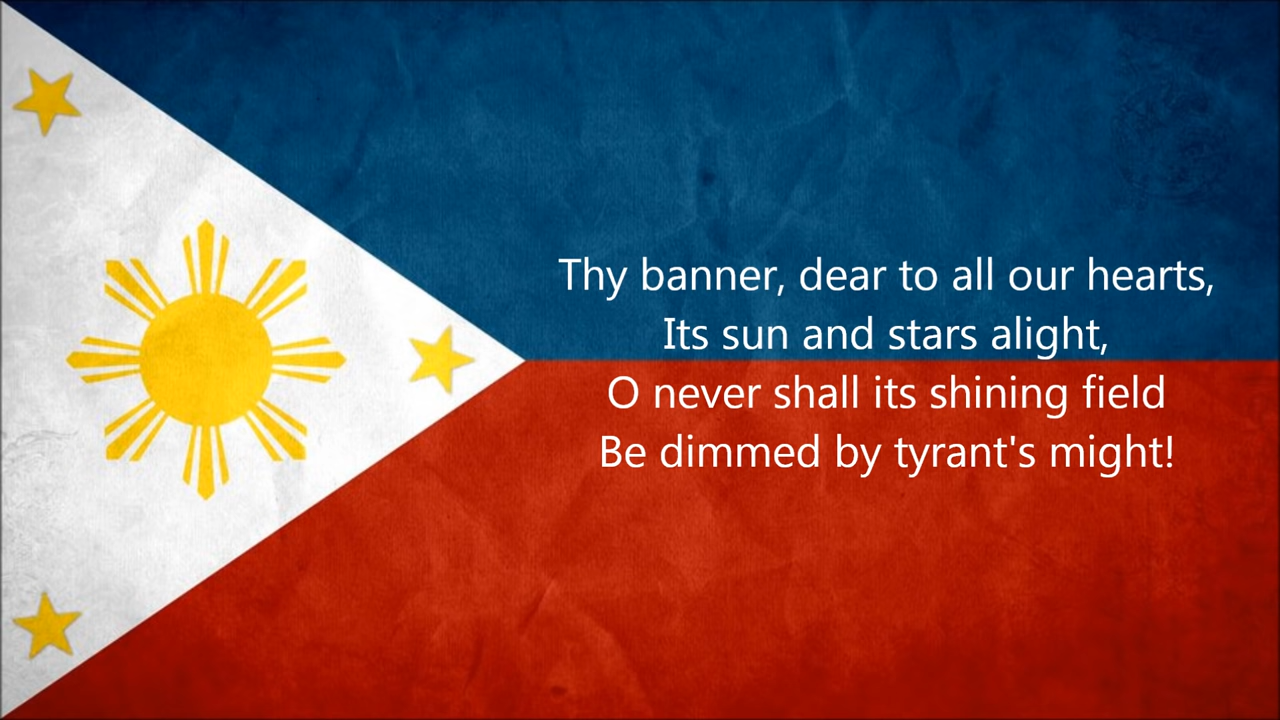 Thy banner, dear to all our hearts,
Its sun and stars alight,
O never shall its shining field
Be dimmed by tyrant's might!